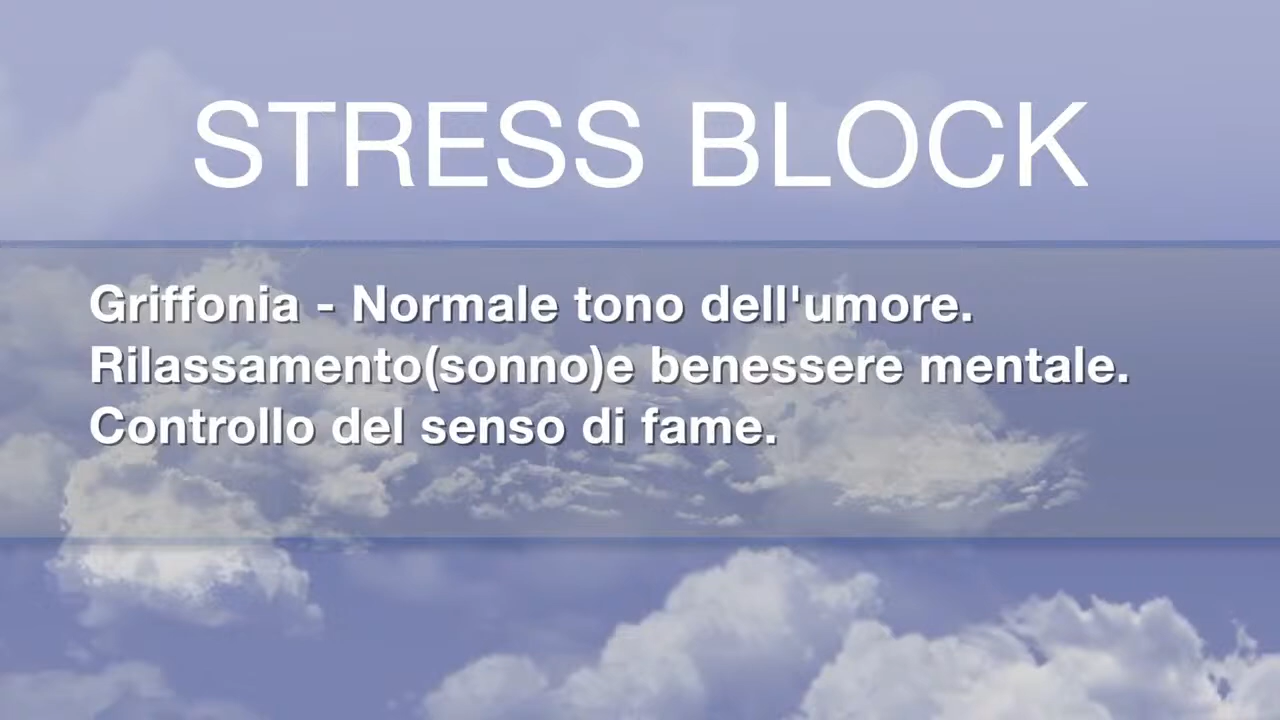 STRESS BLOCK
Griffonia - Normale tono dell'umore.
Rilassamento(sonno)e benessere mentale.
Controllo del senso di fame.